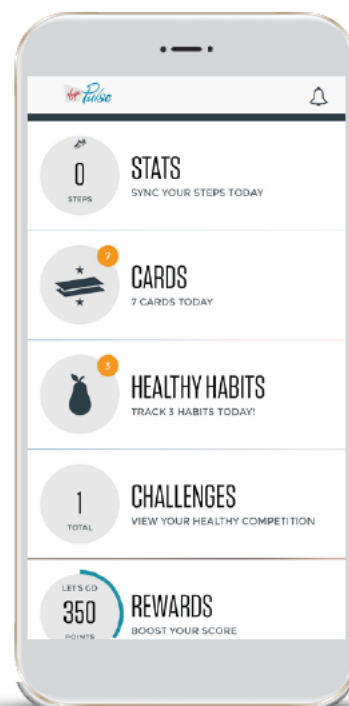 Virgin Pulse
0
STEPS
STATS
SYNC YOUR STEPS TODAY
7
CARDS
7 CARDS TODAY
3
HEALTHY HABITS
TRACK 3 HABITS TODAY!
1
TOTAL
CHALLENGES
VIEW YOUR HEALTHY COMPETITION
LET'S GO
350
POINTS
REWARDS
BOOST YOUR SCORE